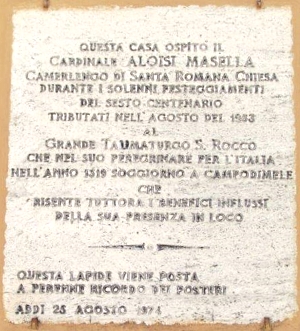 QUESTA CASA OSPITÒ IL
CARDINALE ALOISI MASELLA
CAMERLENGO DI SANTA ROMANA CHIESA
DURANTE I SOLENNI FESTEGGIAMENTI
DEL SESTO CENTENARIO
TRIBUTATI NELL'AGOSTO DEL 1953
AL
GRANDE TAUMATURGO S. ROCCO
CHE NEL SUO PEREGRINARE PER L'ITALIA
NELL'ANNO 1319 SOGGIORNO A CAMPODIMELE
CHE
RISENTE TUTTORA I BENEFICI INFLUSSI
DELLA SUA PRESENZA IN LOCO
QUESTA LAPIDE VIENE POSTA
A PERENNE RICORDO DEI POSTERI
ADDI 25 AGOSTO 1974